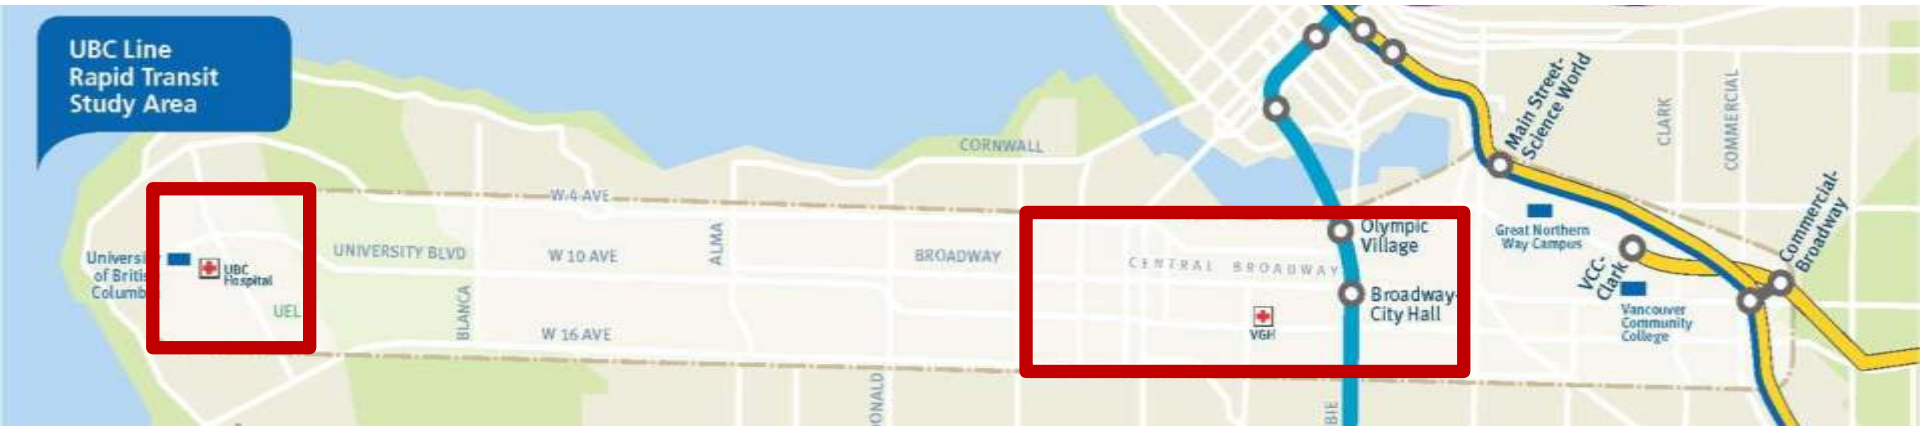 UBC Line
Rapid Transit
Study Area
CORNWALL
W 4 AVE
UNIVERSITY BLVD
W 10 AVE
ALMA
BROADWAY
CENTRAL BROADWAY
Olympic
Village
Broadway-
City Hall
VGH
of
UBC
Hospital
UEL
BLANCA
W 16 AVE
Main Street-
Science World
CLARK
COMMERCIAL
Commercial-
Broadway
Great Northern
Way Campus
VCC-
Clark
Vancouver
Community
College